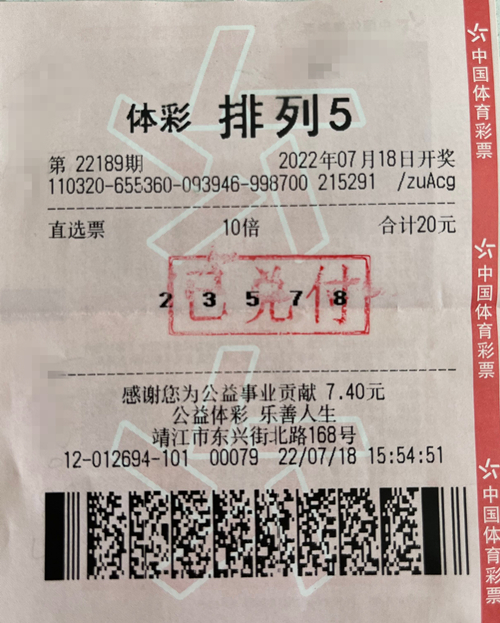 体彩 排列5
第 22189期 2022年07月18日开奖
110320-655360-093946-998700 215291 /zuAcg
直选票 10倍 合计20元
2 3 5 7 8
已兑付
感谢您为公益事业贡献 7.40元
公益体彩 乐善人生
靖江市东兴街北路168号
12-012694-101 00079 22/07/18 15:54:51
中国体育彩票
中国体育彩票
中国体育彩票